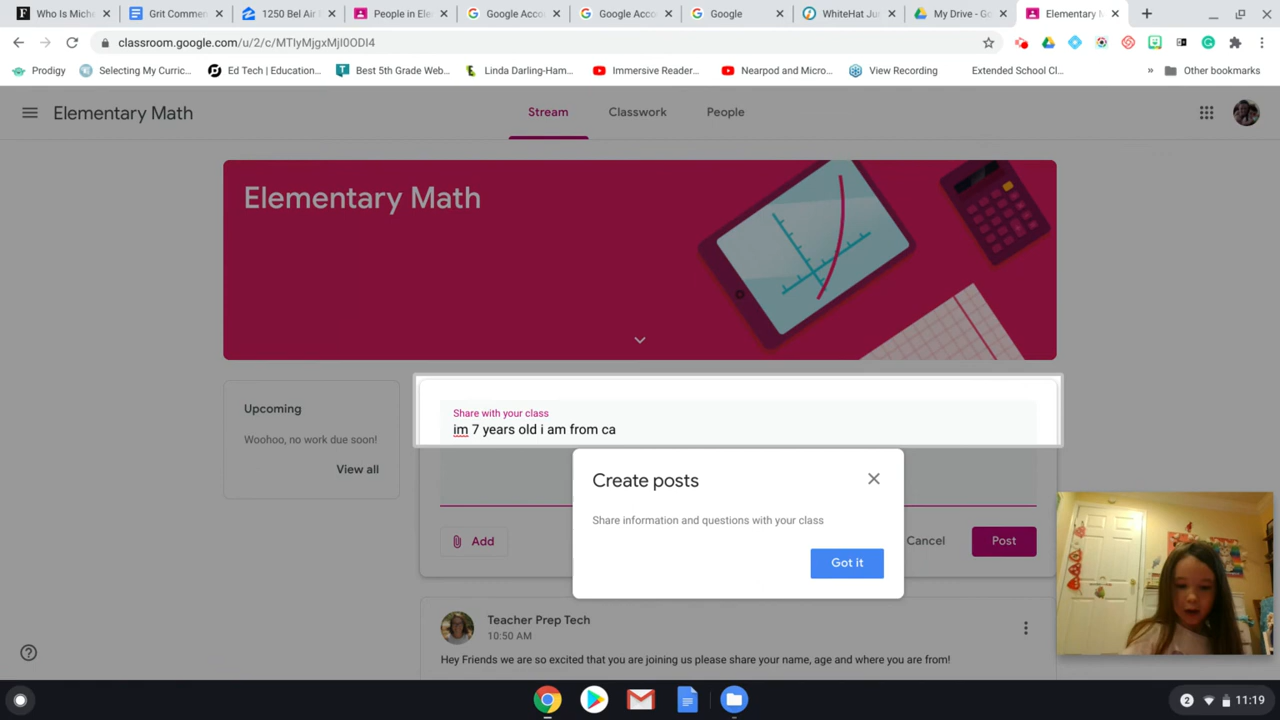 Who Is Miche
Grit Commen
1250 Bel Air
People in Ele
Google Acco
Google Acco
Google
WhiteHat Ju
My Drive - Go
Elementary M
classroom.google.com/u/2/c/MTIyMjgxMjI0ODI4
Prodigy
Selecting My Curric...
Ed Tech | Education...
Best 5th Grade Web...
Linda Darling-Ham...
Immersive Reader...
Nearpod and Micro...
View Recording
Extended School Cl...
»
Other bookmarks
Elementary Math
Stream
Classwork
People
Elementary Math
Upcoming
Woohoo, no work due soon!
View all
Share with your class
im 7 years old i am from ca
Create posts
Share information and questions with your class
Got it
Add
Cancel
Post
Teacher Prep Tech
10:50 AM
Hey Friends we are so excited that you are joining us please share your name, age and where you are from!
2
11:19